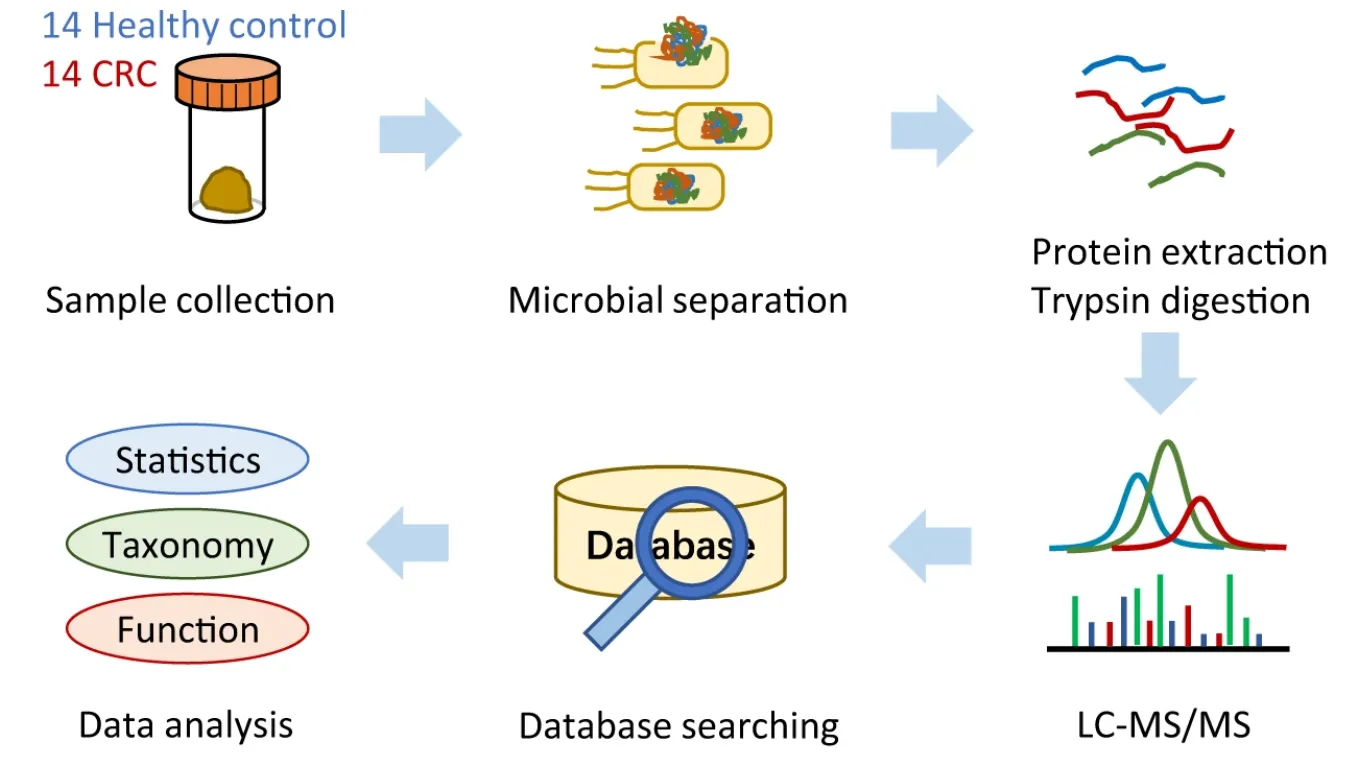 14 Healthy control
14 CRC
Sample collection
Microbial separation
Protein extraction
Trypsin digestion
Statistics
Taxonomy
Function
Data analysis
Database
Database searching
LC-MS/MS